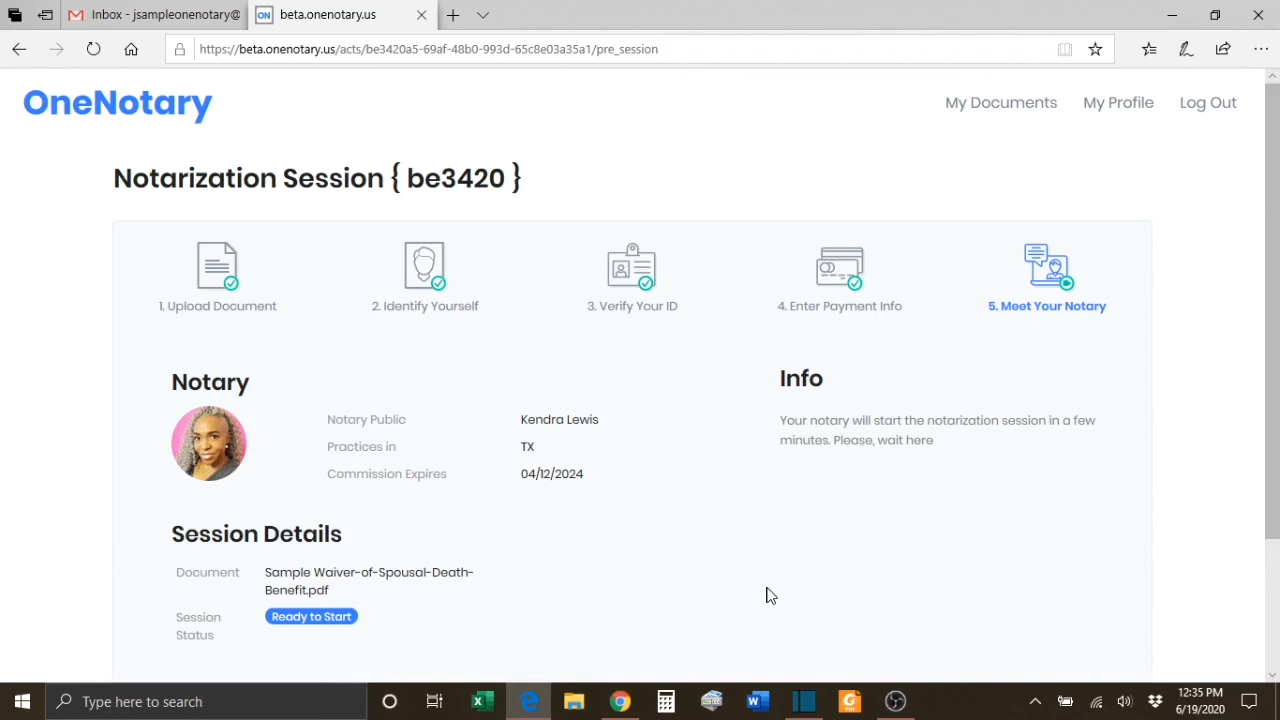 Inbox - jsampleonenotary@
ON beta.onenotary.us
https://beta.onenotary.us/acts/be3420a5-69af-48b0-993d-65c8e03a35a1/pre_session
OneNotary
My Documents My Profile Log Out
Notarization Session { be3420 }
1. Upload Document 2. Identify Yourself 3. Verify Your ID 4. Enter Payment Info 5. Meet Your Notary
Notary
Notary Public Kendra Lewis
Practices in TX
Commission Expires 04/12/2024
Info
Your notary will start the notarization session in a few
minutes. Please, wait here
Session Details
Document Sample Waiver-of-Spousal-Death-
Benefit.pdf
Session Status Ready to Start
Type here to search
12:35 PM
6/19/2020